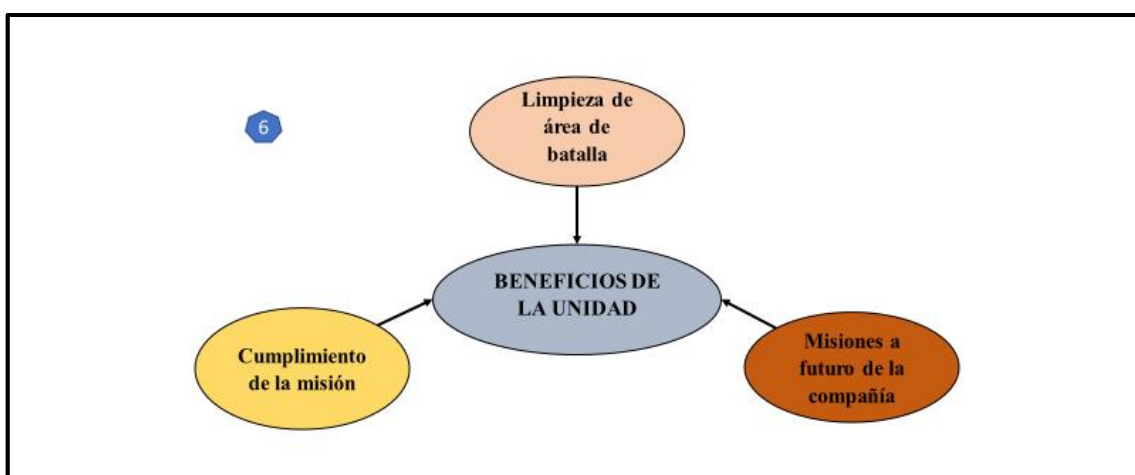 6
Limpieza de
área de
batalla
BENEFICIOS DE
LA UNIDAD
Cumplimiento
de la misión
Misiones a
futuro de la
compañía